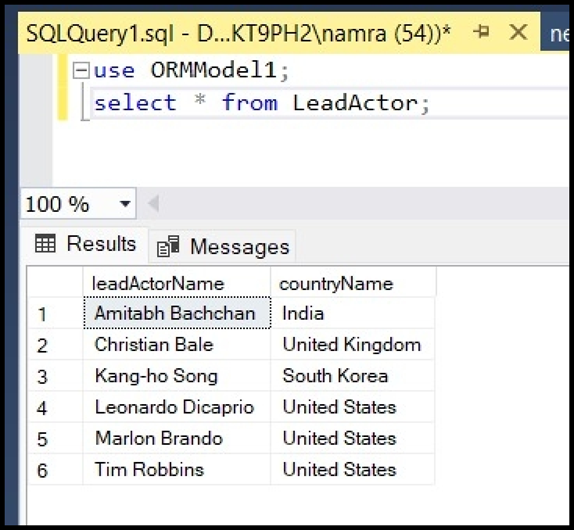 SQLQuery1.sql - D...KT9PH2\namra (54))* ne
use ORMModel1;
select * from LeadActor;
100 %
Results Messages
leadActorName countryName
1 Amitabh Bachchan India
2 Christian Bale United Kingdom
3 Kang-ho Song South Korea
4 Leonardo Dicaprio United States
5 Marlon Brando United States
6 Tim Robbins United States